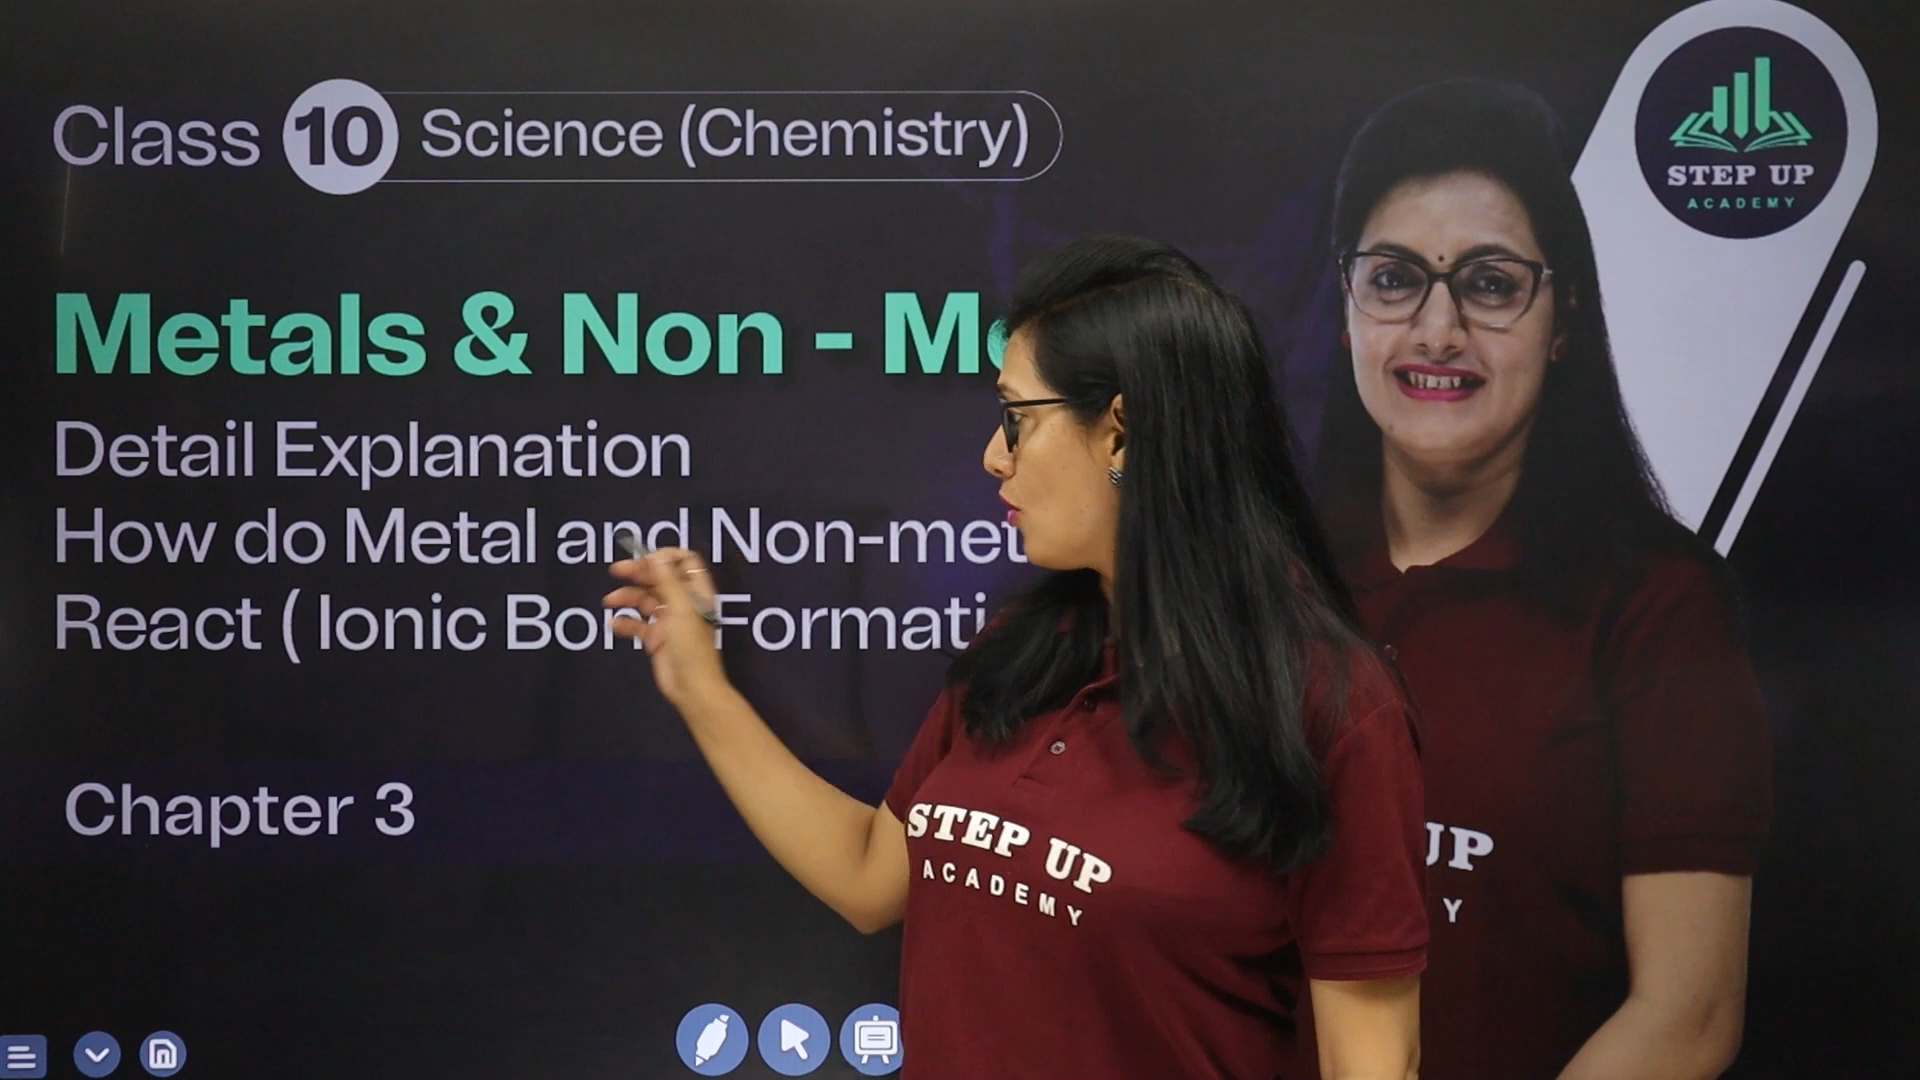 Class 10 Science (Chemistry)
STEP UP
ACADEMY
Metals & Non - M
Detail Explanation
How do Metal and Non-met
React ( Ionic Bon Formati
Chapter 3
STEP UP
ACADEMY
UP
Y